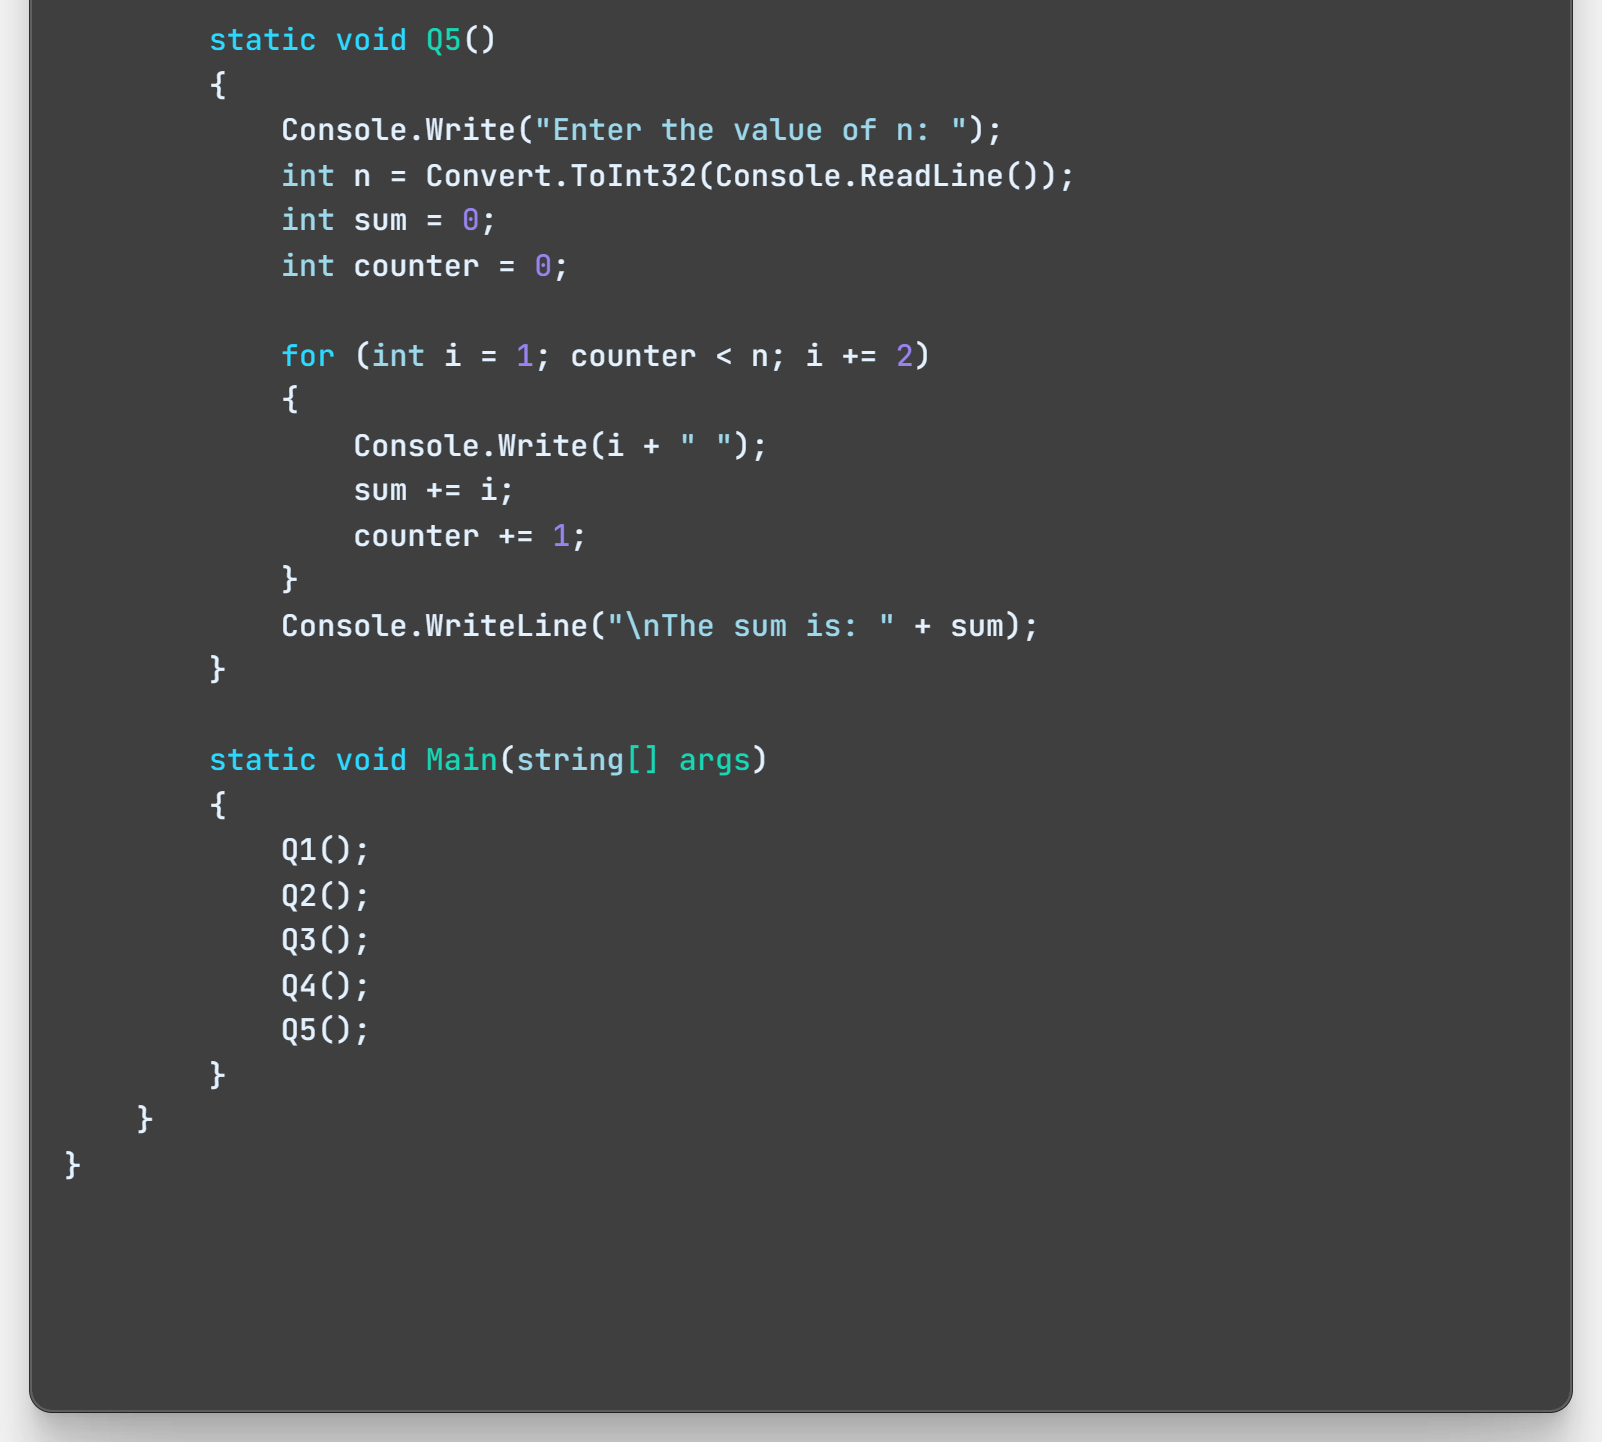 static void Q5()
{
Console.Write("Enter the value of n: ");
int n = Convert.ToInt32(Console.ReadLine());
int sum = 0;
int counter = 0;
for (int i = 1; counter < n; i += 2)
{
Console.Write(i + " ");
sum += i;
counter += 1;
}
Console.WriteLine("\nThe sum is: " + sum);
}
static void Main(string[] args)
{
Q1();
Q2();
Q3();
Q4();
Q5();
}
}
}